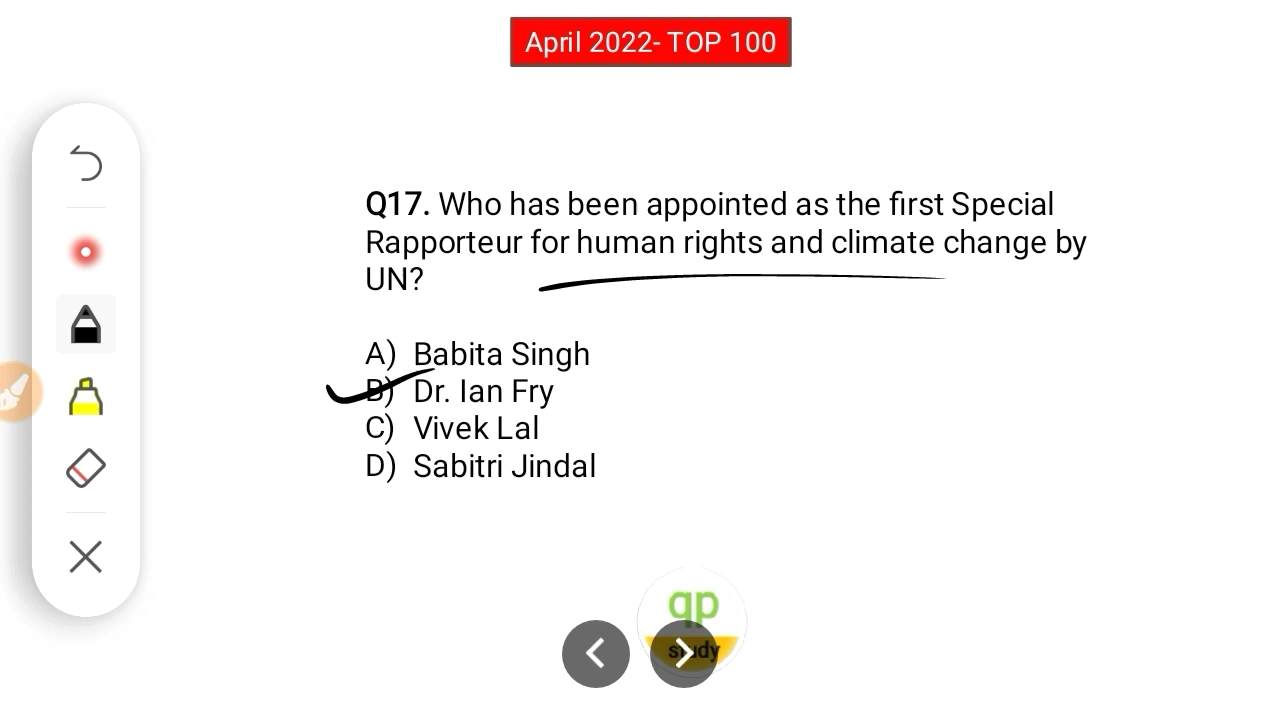 April 2022- TOP 100
Q17. Who has been appointed as the first Special
Rapporteur for human rights and climate change by
UN?
A) Babita Singh
B) Dr. Ian Fry
C) Vivek Lal
D) Sabitri Jindal
qp
study